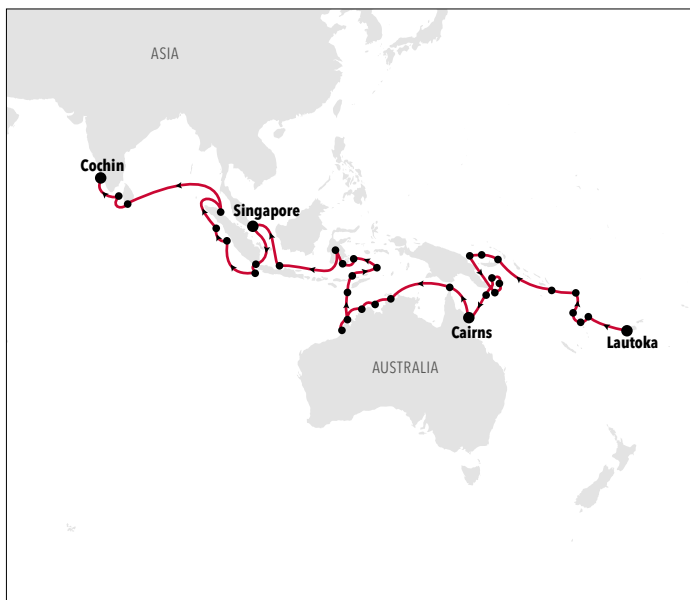 ASIA
Cochin
Singapore
Cairns
Lautoka
AUSTRALIA